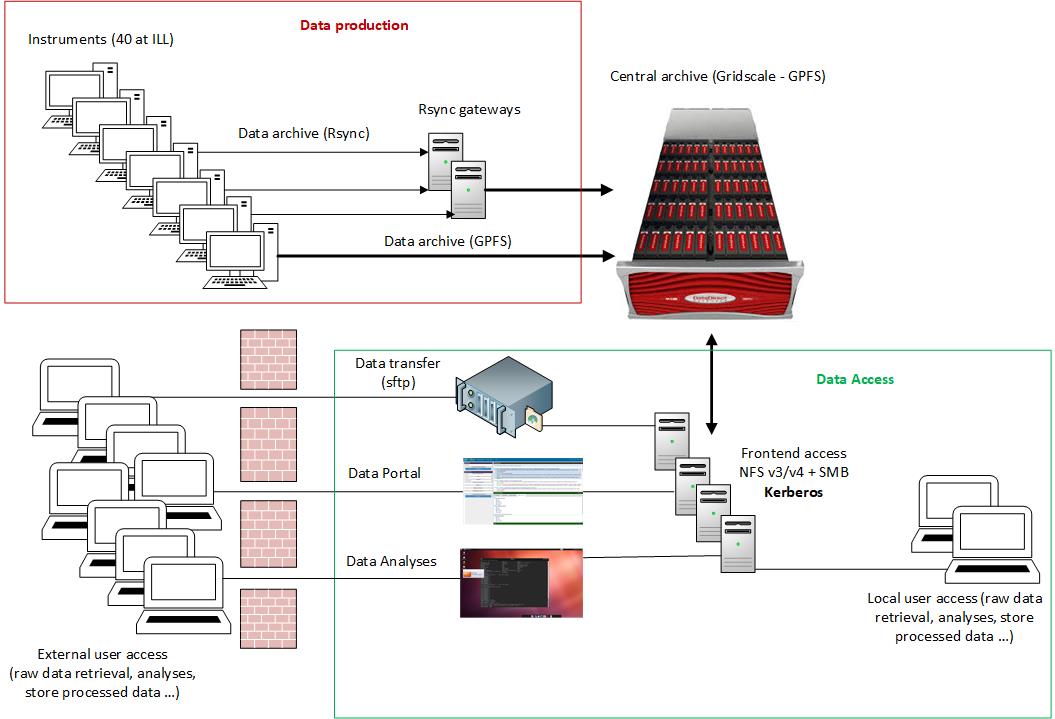 Data production
Instruments (40 at ILL)
Central archive (Gridscale - GPFS)
Rsync gateways
Data archive (Rsync)
Data archive (GPFS)
DataDirect
Data transfer
(sftp)
Data Access
Frontend access
NFS v3/v4 + SMB
Kerberos
Data Portal
Data Analyses
Local user access (raw data
retrieval, analyses, store
processed data ...)
External user access
(raw data retrieval, analyses,
store processed data ...)